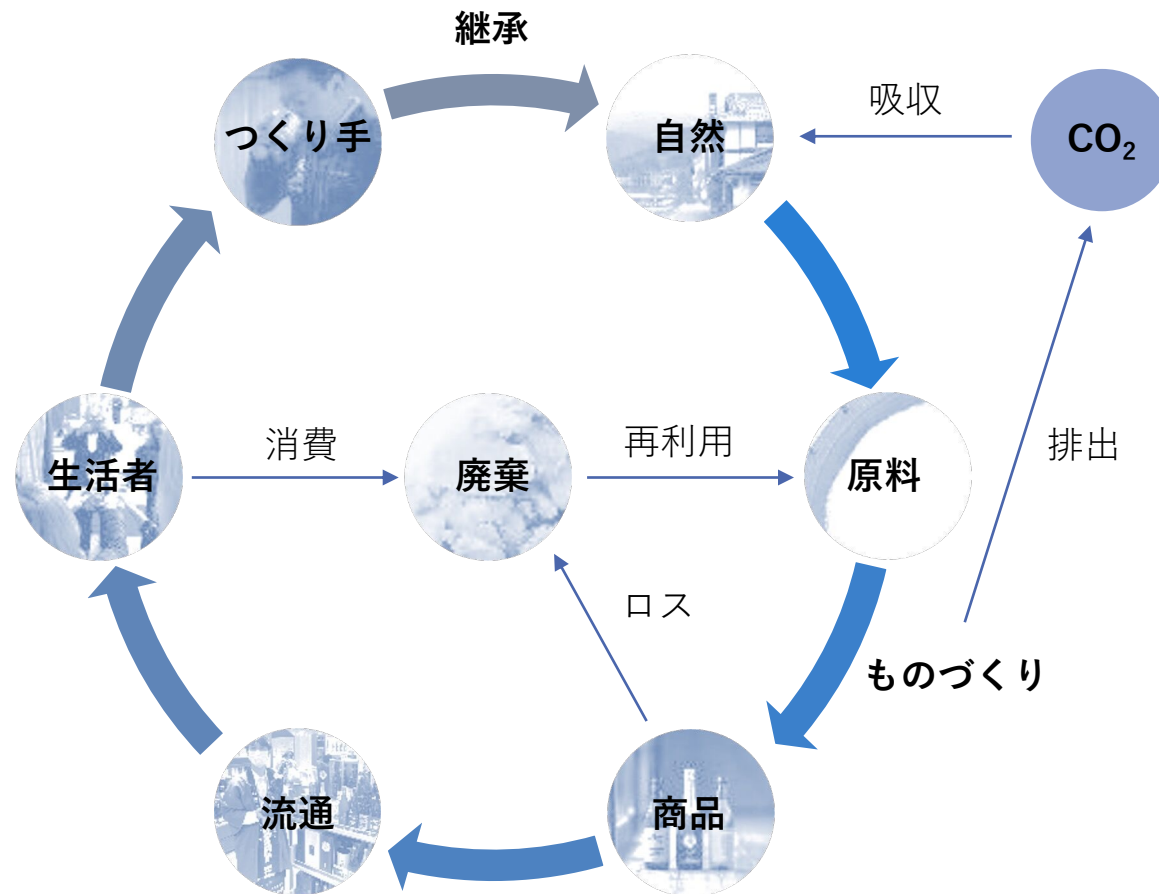 継承
つくり手
自然
吸収
CO₂
生活者
消費
廃棄
再利用
原料
排出
ロス
ものづくり
流通
商品